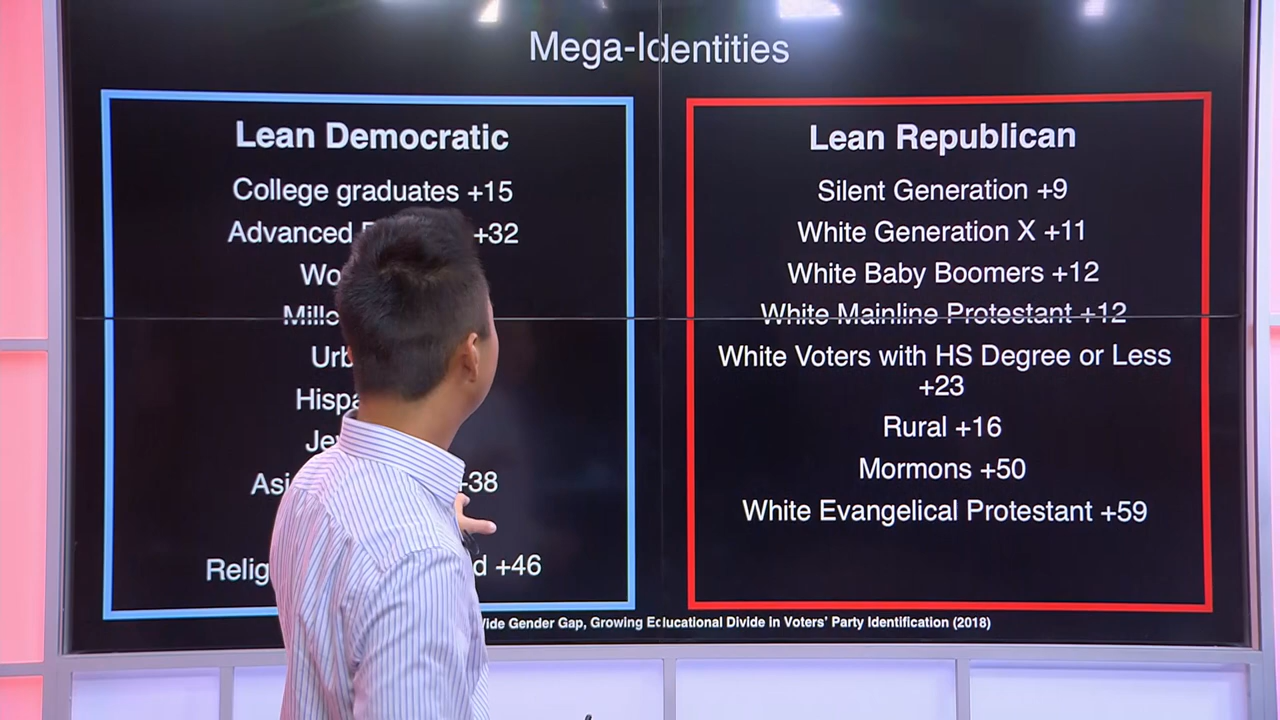 Mega-Identities
Lean Democratic
College graduates +15
Advanced +32
Lean Republican
Silent Generation +9
White Generation X +11
White Baby Boomers +12
White Mainline Protestant +12
White Voters with HS Degree or Less
+23
Rural +16
Mormons +50
White Evangelical Protestant +59
+46
Gender Gap, Growing Educational Divide in Voters' Party Identification (2018)